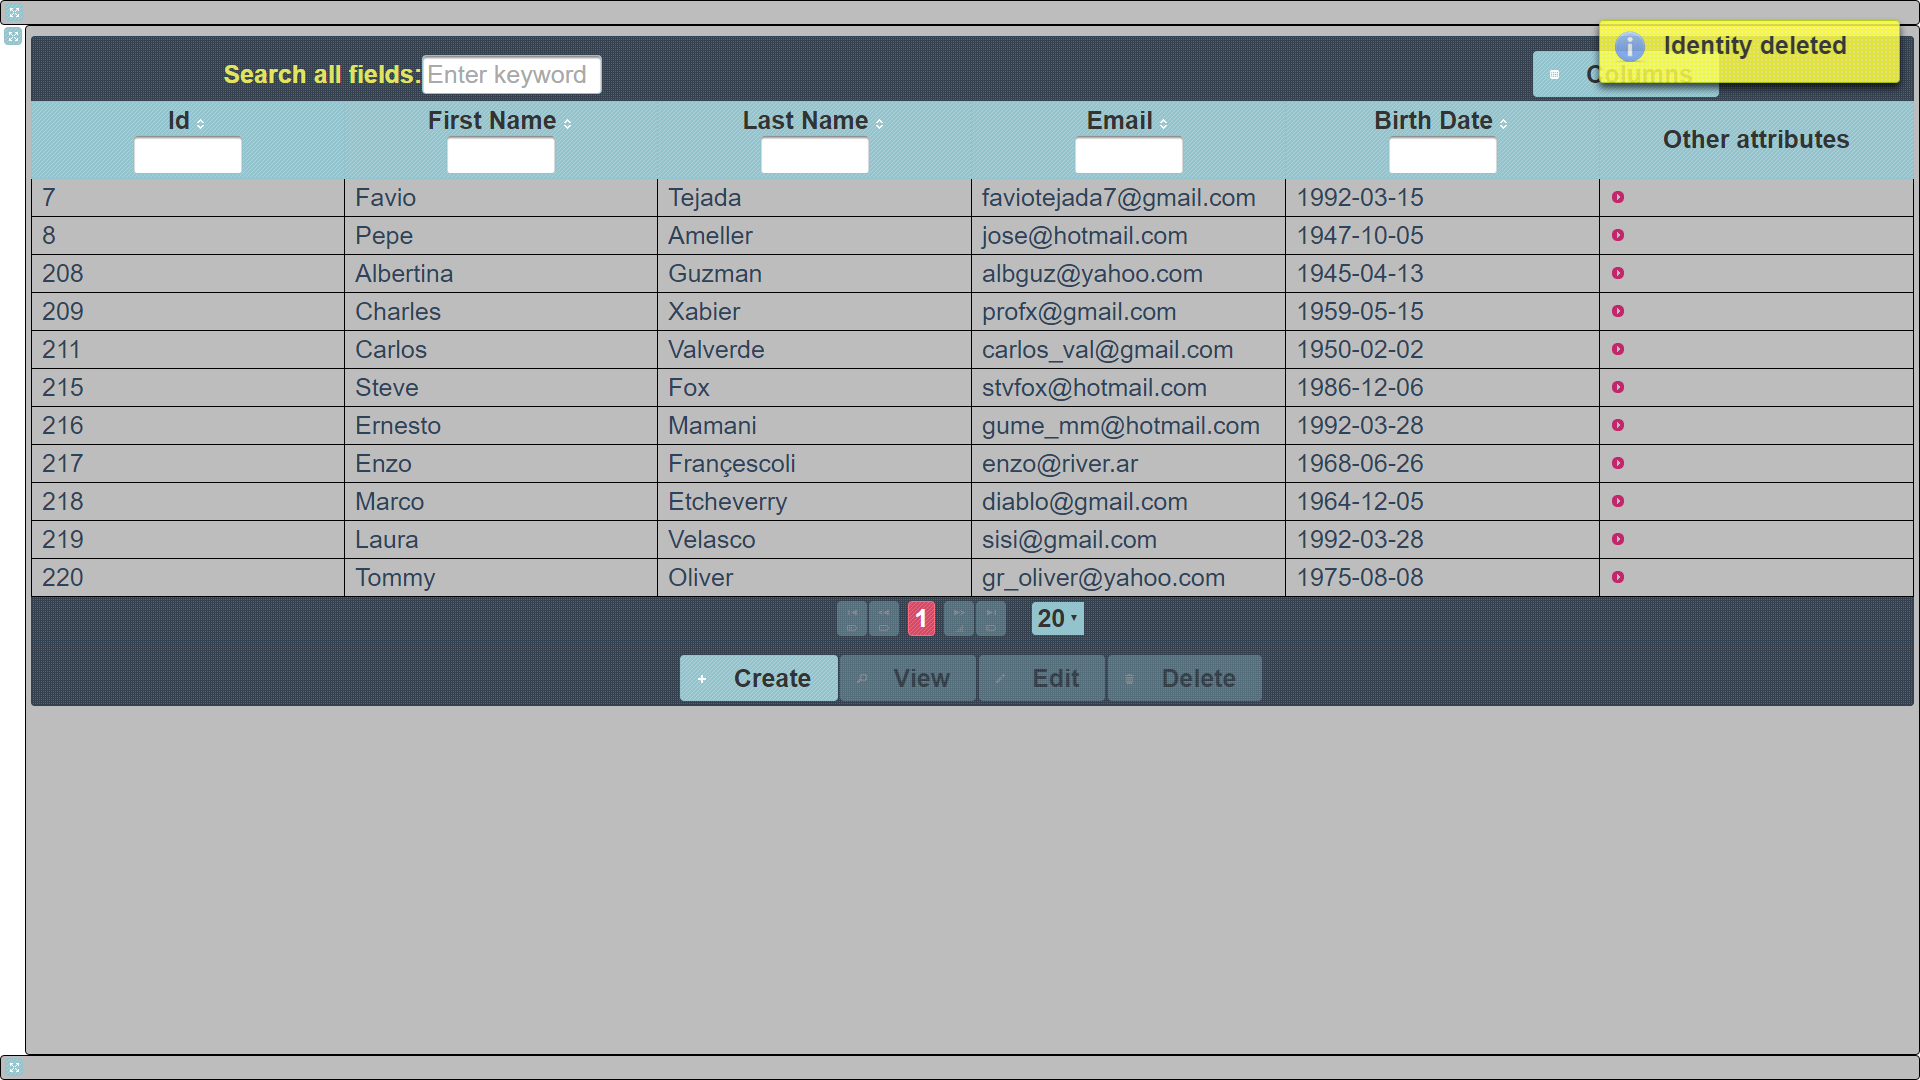 Identity deleted
Search all fields: Enter keyword Columns
Id First Name Last Name Email Birth Date Other attributes
7 Favio Tejada faviotejada7@gmail.com 1992-03-15
8 Pepe Ameller jose@hotmail.com 1947-10-05
208 Albertina Guzman albguz@yahoo.com 1945-04-13
209 Charles Xabier profx@gmail.com 1959-05-15
211 Carlos Valverde carlos_val@gmail.com 1950-02-02
215 Steve Fox stvfox@hotmail.com 1986-12-06
216 Ernesto Mamani gume_mm@hotmail.com 1992-03-28
217 Enzo Françescoli enzo@river.ar 1968-06-26
218 Marco Etcheverry diablo@gmail.com 1964-12-05
219 Laura Velasco sisi@gmail.com 1992-03-28
220 Tommy Oliver gr_oliver@yahoo.com 1975-08-08
1 20
Create View Edit Delete